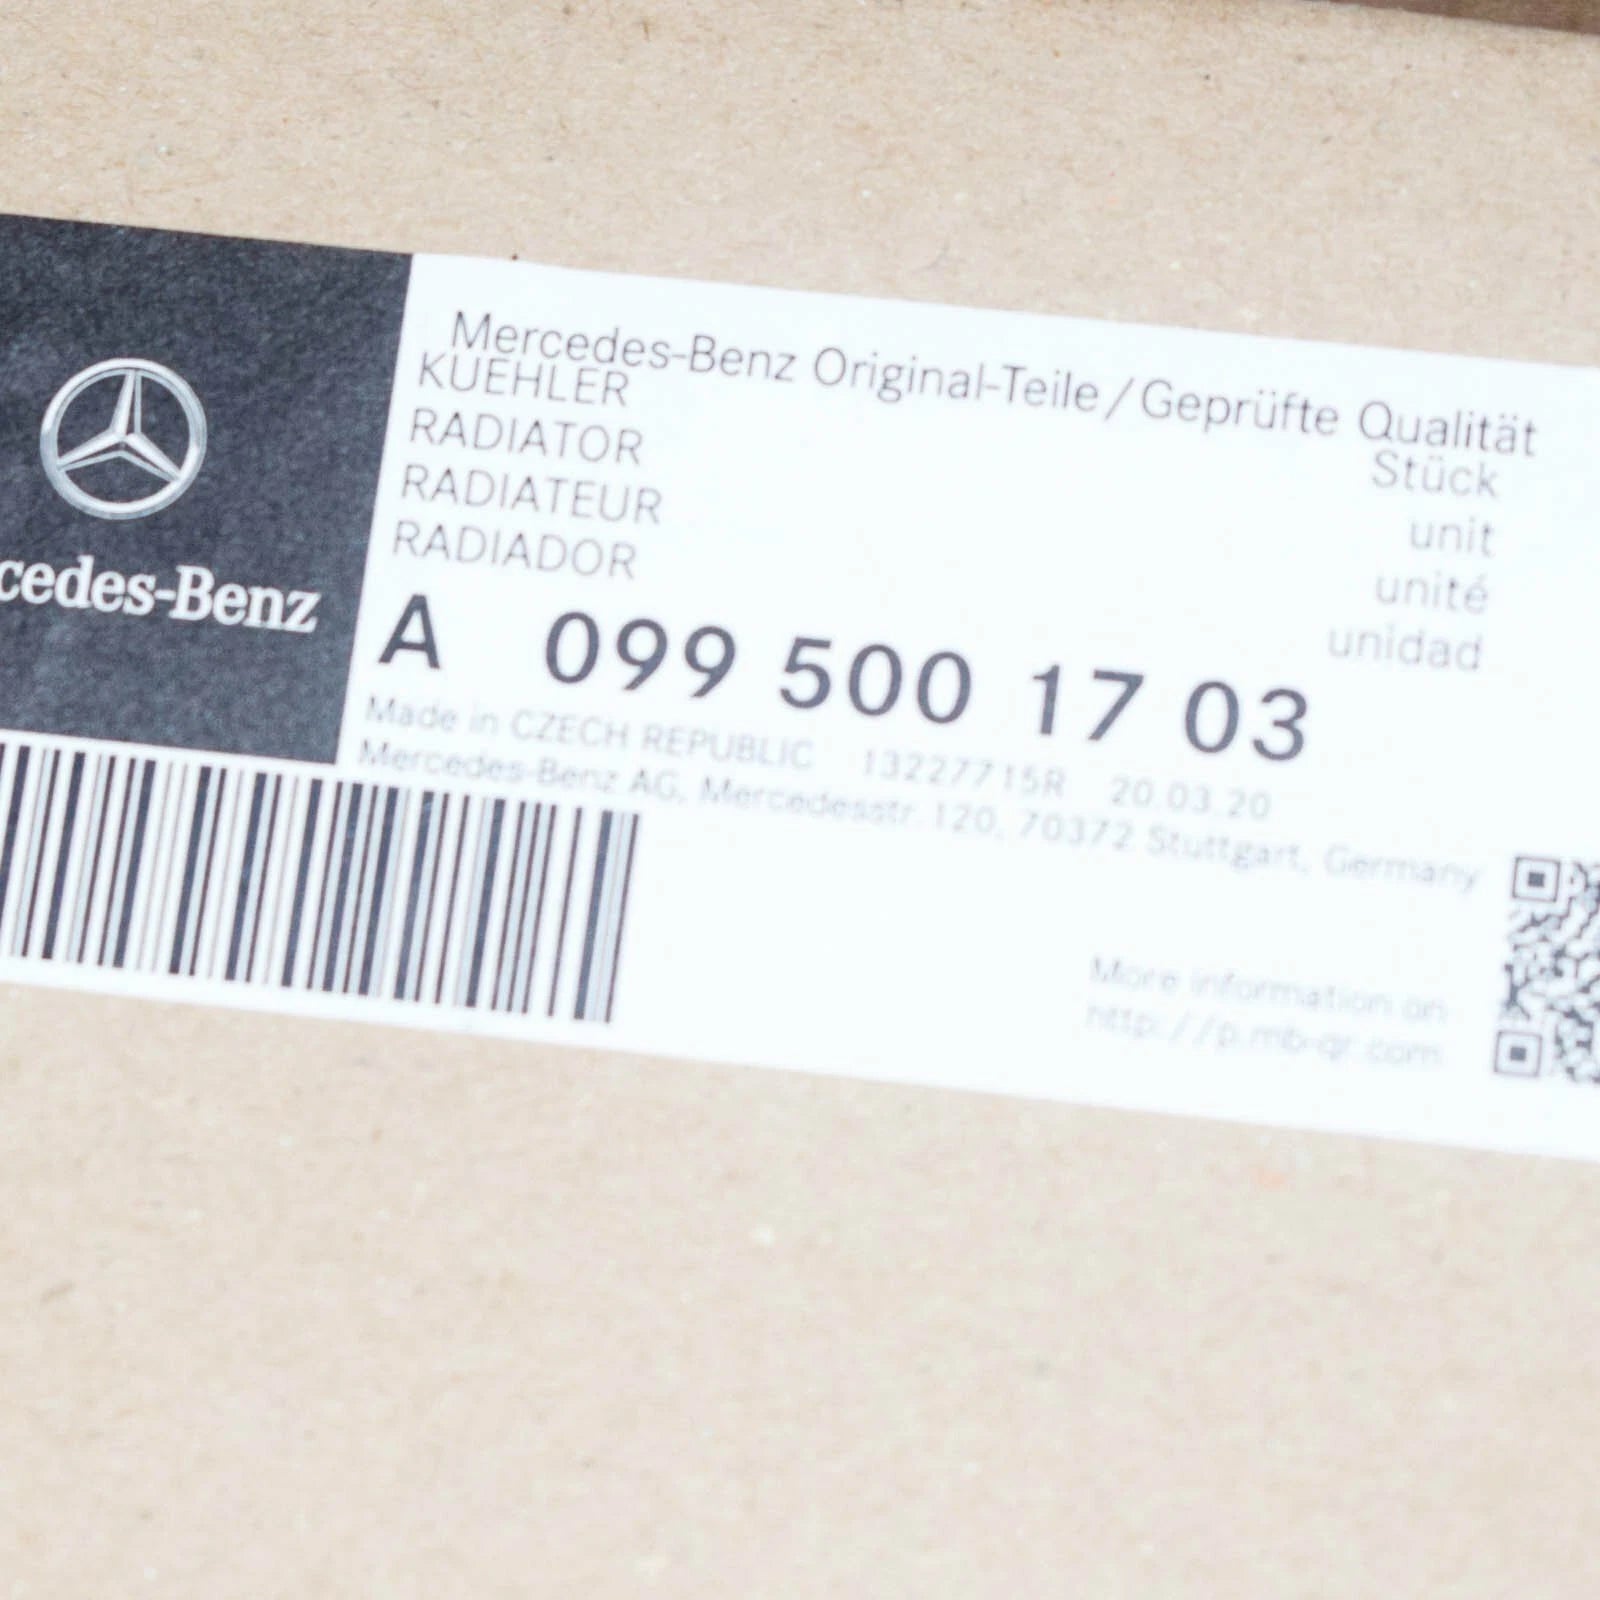 cedes-Benz
Mercedes-Benz Original-Teile / Geprüfte Qualität
KUEHLER Stück
RADIATOR unit
RADIATEUR unité
RADIADOR unidad
A 099 500 17 03
Made in CZECH REPUBLIC 13227715R 20.03.20
Mercedes-Benz AG, Mercedesstr.120, 70372 Stuttgart, Germany
More information on
http://p.mb-qr.com